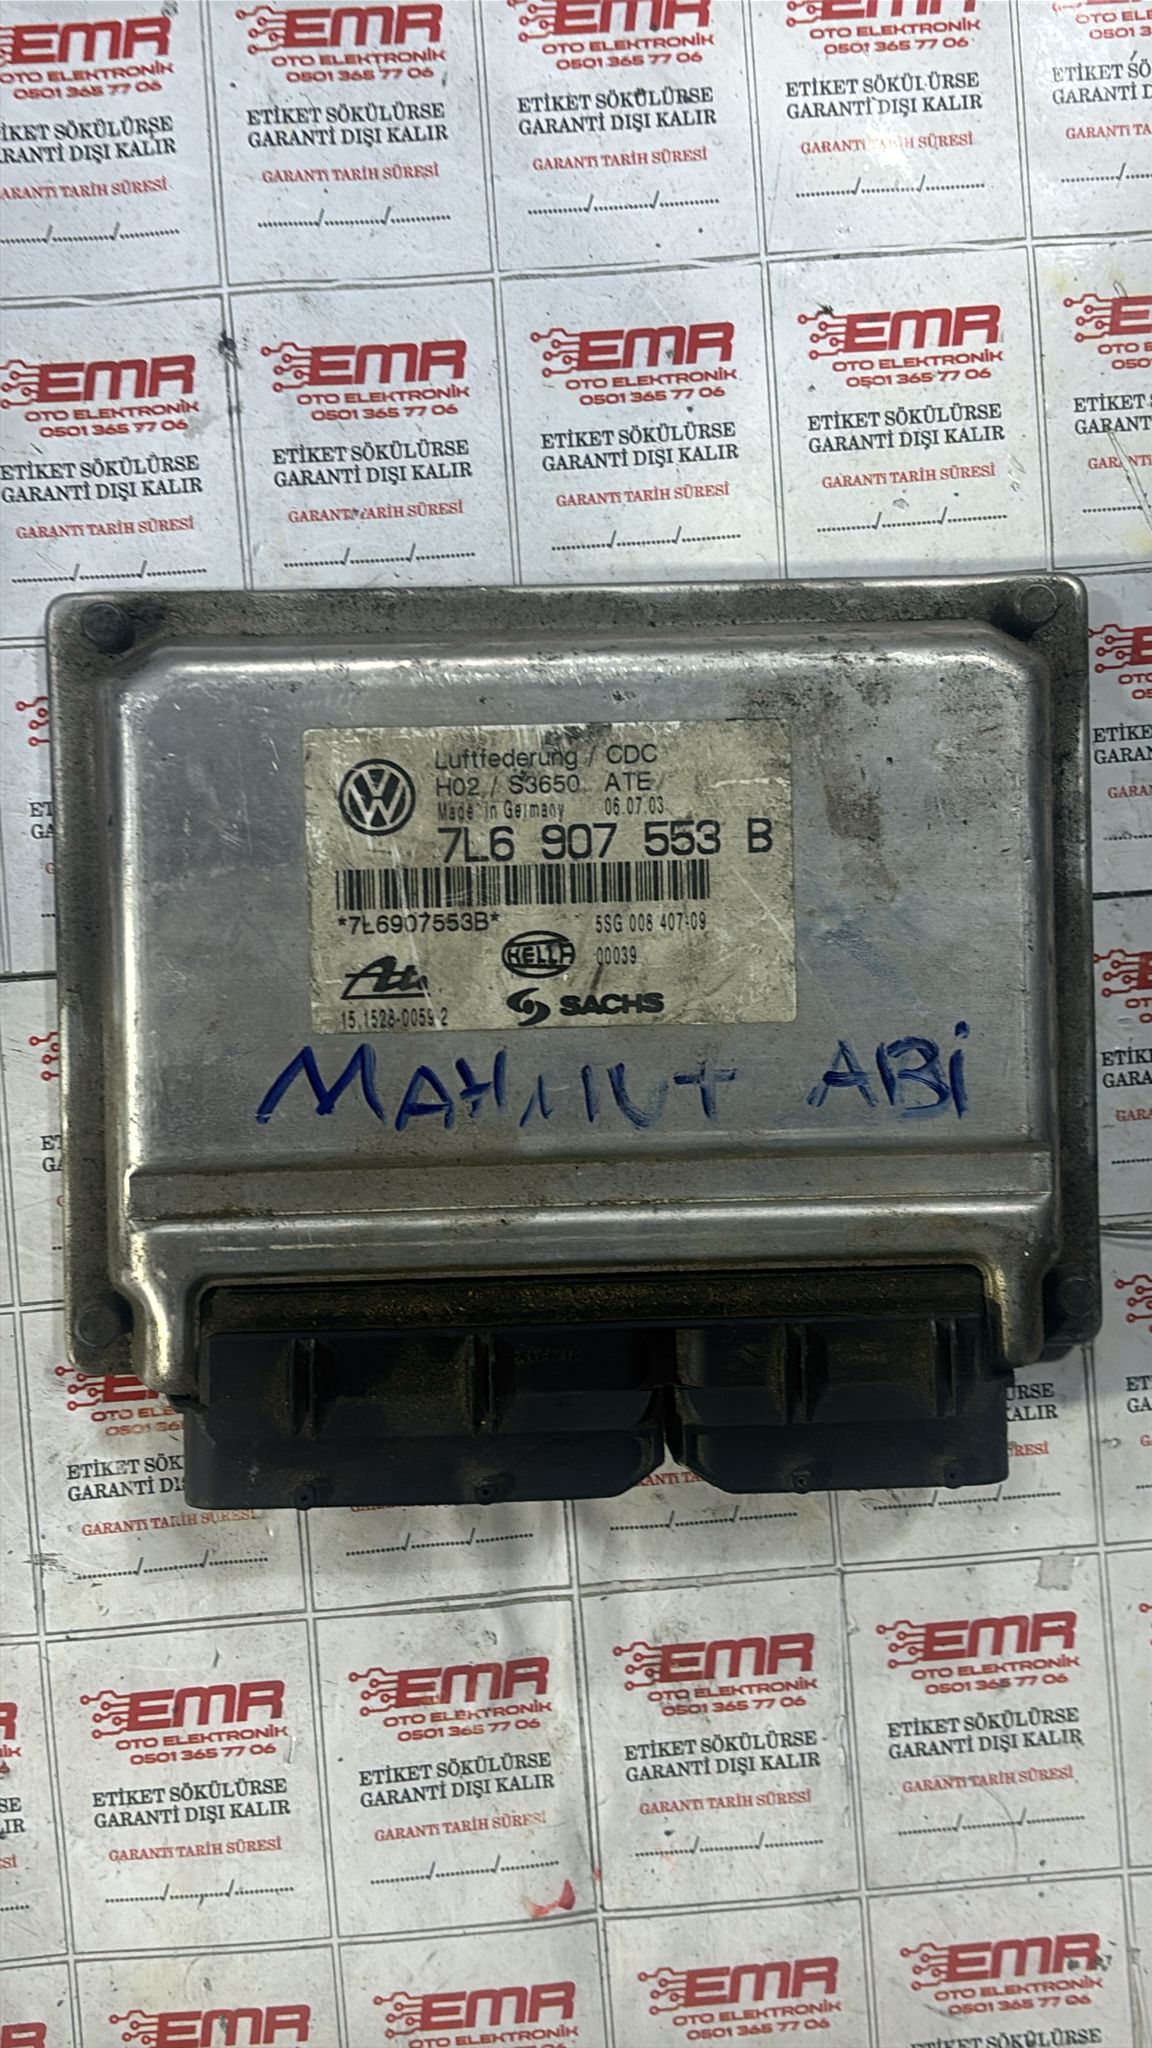 EMR
OTO ELEKTRONİK
0501 365 77 06
ETİKET SÖKÜLÜRSE
GARANTİ DIŞI KALIR
GARANTİ TARİH SÜRESİ
Luftfederung / CDC
H02 / S3650 ATE
Made in Germany 06.07.03
7L6 907 553 B
*7L6907553B*
5SG 008 407-09
HELLA 00039
Ate
SACHS
15.1528-0059.2
MAHMUT ABİ